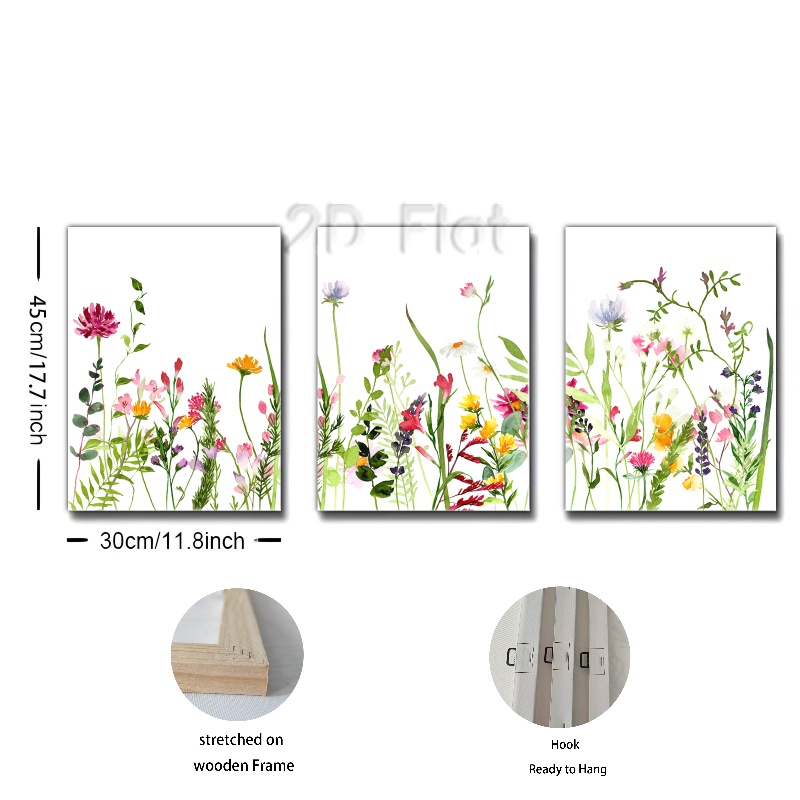 2D Flat
45cm/17.7inch
30cm/11.8inch
stretched on
wooden Frame
Hook
Ready to Hang